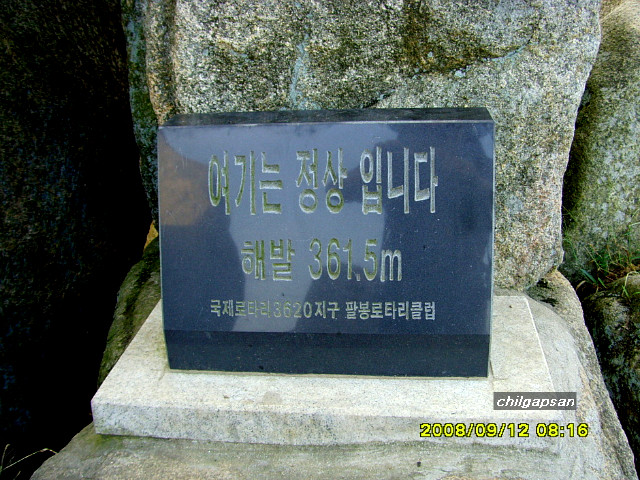 여기는 정상 입니다
해발 361.5m
국제로타리3620지구 팔봉로타리클럽
chilgapsan
2008/09/12 08:16